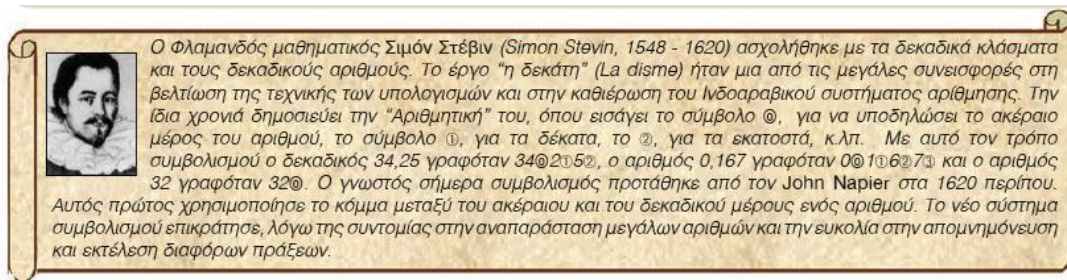 Ο Φλαμανδός μαθηματικός Σιμόν Στέβιν (Simon Stevin, 1548 - 1620) ασχολήθηκε με τα δεκαδικά κλάσματα
και τους δεκαδικούς αριθμούς. Το έργο “η δεκάτη” (La disme) ήταν μια από τις μεγάλες συνεισφορές στη
βελτίωση της τεχνικής των υπολογισμών και στην καθιέρωση του Ινδοαραβικού συστήματος αρίθμησης. Την
ίδια χρονιά δημοσιεύει την “Αριθμητική” του, όπου εισάγει το σύμβολο ⓪, για να υποδηλώσει το ακέραιο
μέρος του αριθμού, το σύμβολο ①, για τα δέκατα, το ②, για τα εκατοστά, κ.λπ. Με αυτό τον τρόπο
συμβολισμού ο δεκαδικός 34,25 γραφόταν 34⓪2①5②, ο αριθμός 0,167 γραφόταν 0⓪1①6②7③ και ο αριθμός
32 γραφόταν 32⓪. Ο γνωστός σήμερα συμβολισμός προτάθηκε από τον John Napier στα 1620 περίπου.
Αυτός πρώτος χρησιμοποίησε το κόμμα μεταξύ του ακέραιου και του δεκαδικού μέρους ενός αριθμού. Το νέο σύστημα
συμβολισμού επικράτησε, λόγω της συντομίας στην αναπαράσταση μεγάλων αριθμών και την ευκολία στην απομνημόνευση
και εκτέλεση διαφόρων πράξεων.